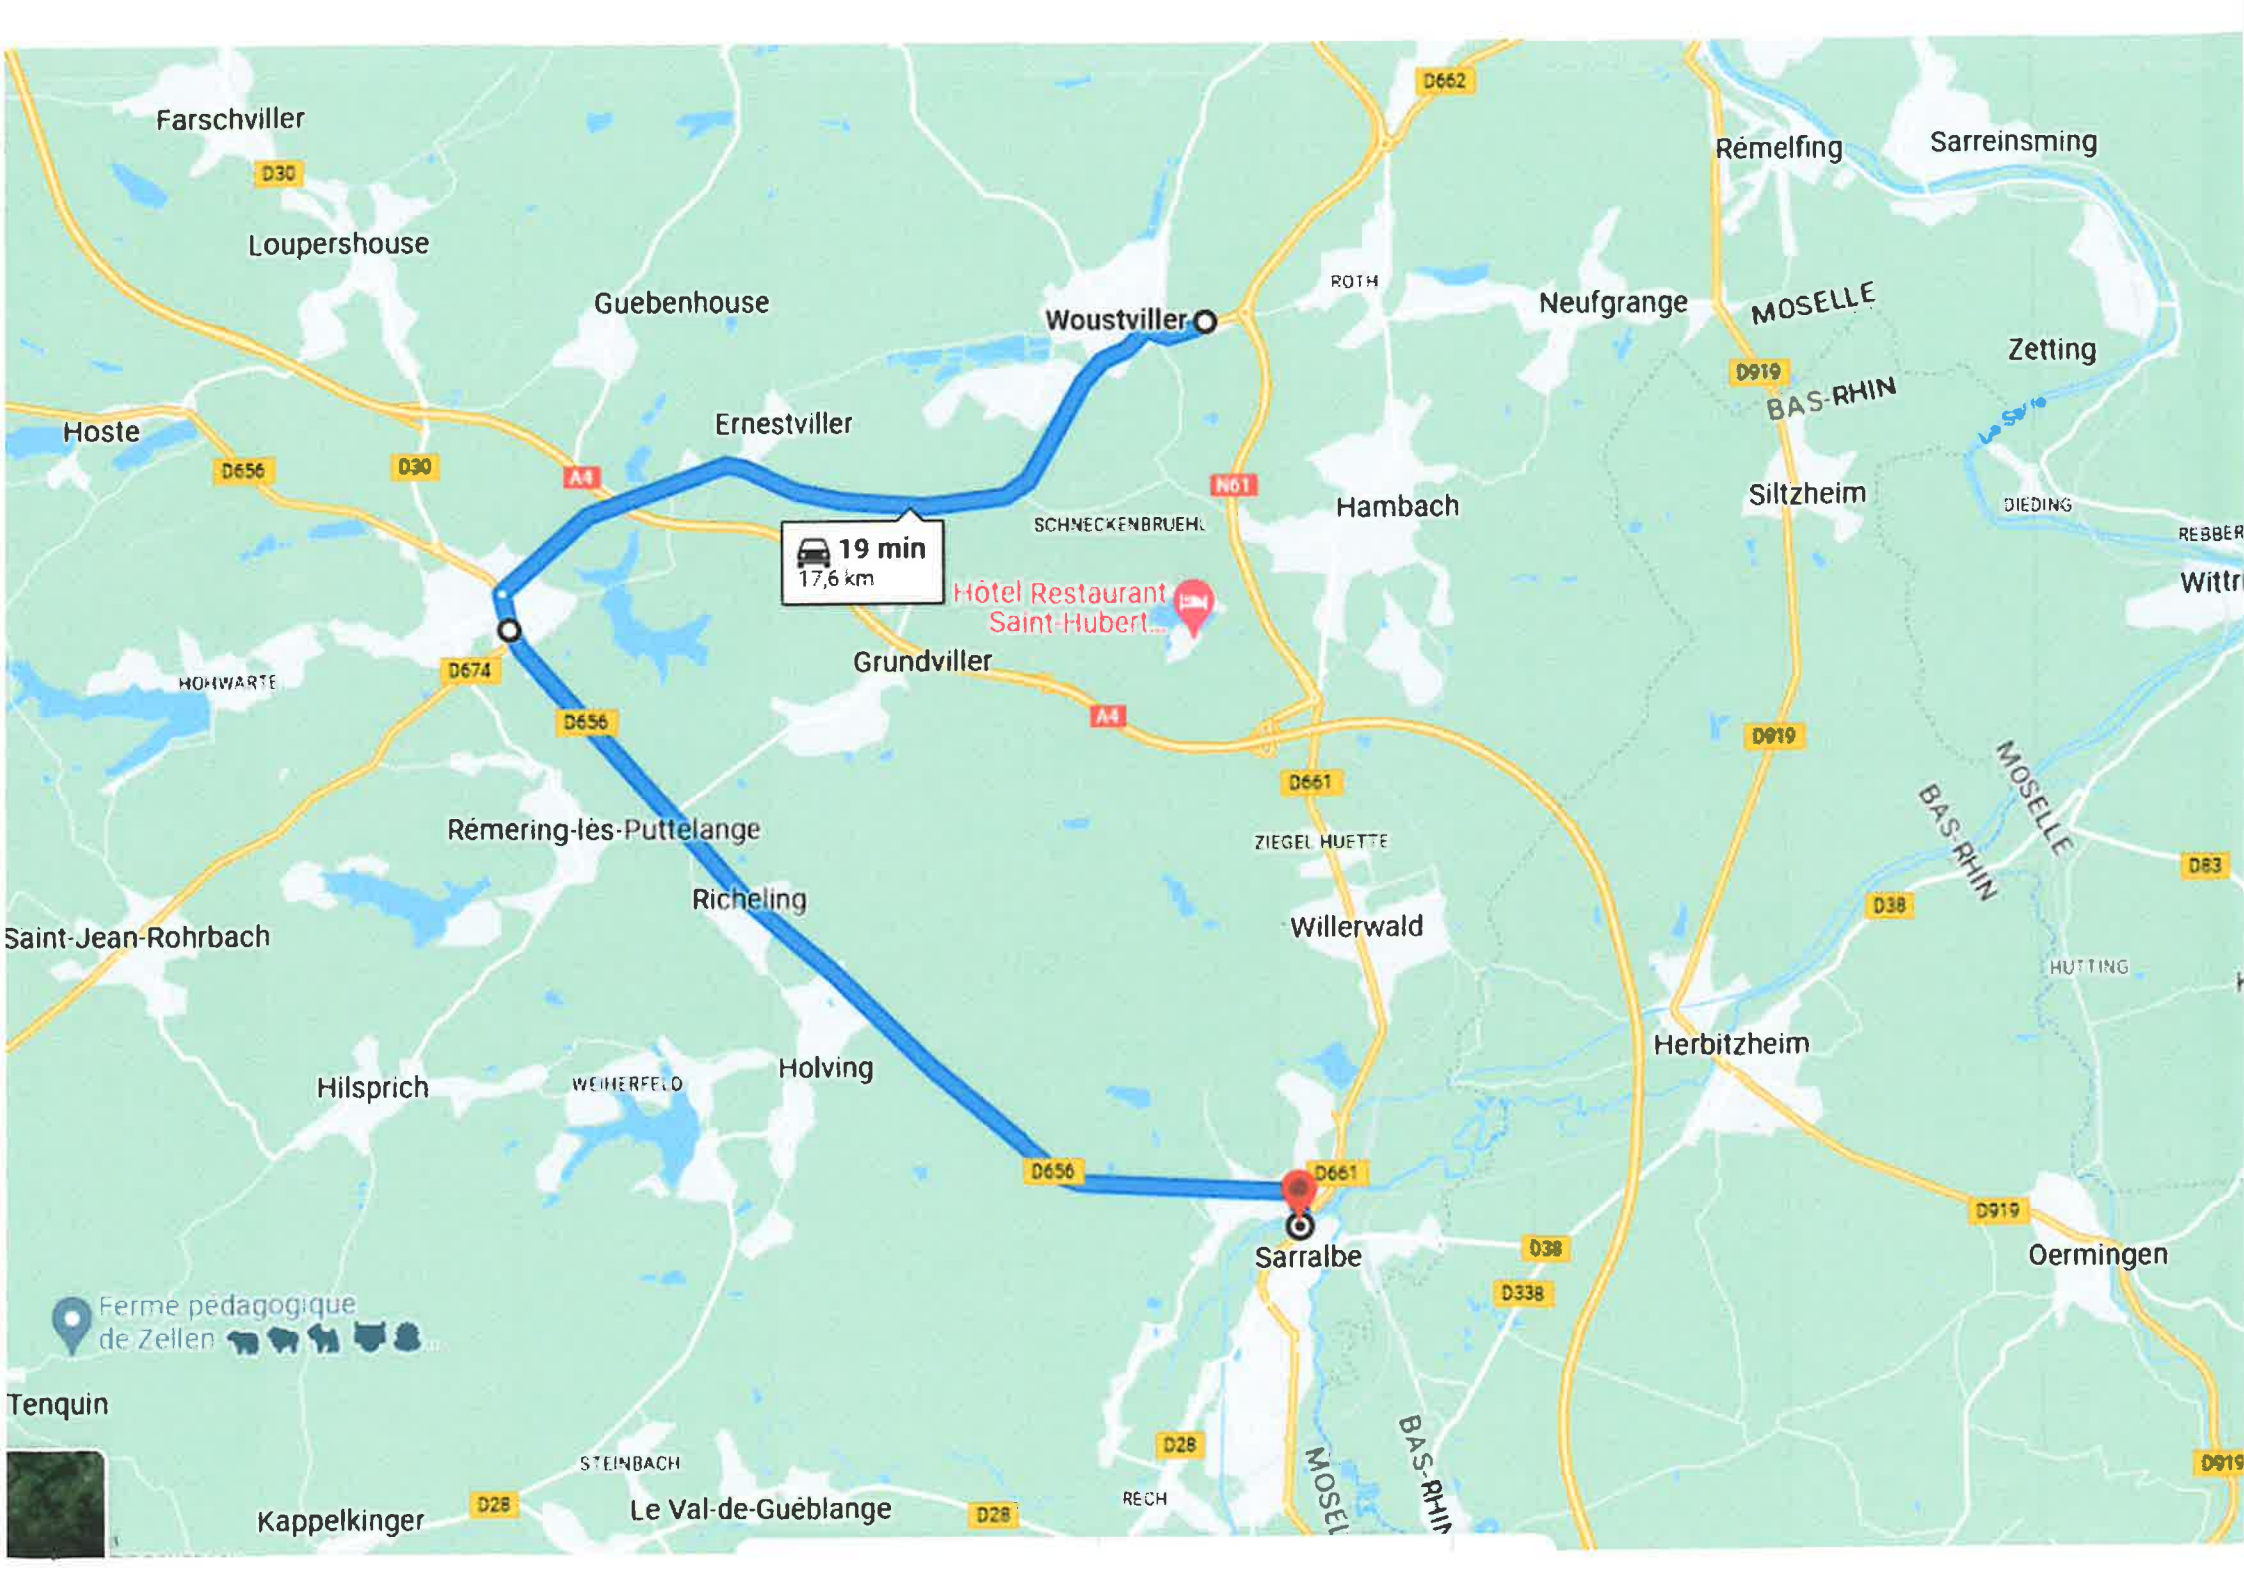 D662
Farschviller
Rémelfing
Sarreinsming
D30
Loupershouse
ROTH
Guebenhouse
Neufgrange
MOSELLE
Woustviller
Zetting
D919
BAS-RHIN
Ernestviller
Hoste
D656
D30
A4
N61
Siltzheim
Hambach
DIEDING
SCHNECKENBRUEHL
REBBER
19 min
17,6 km
Wittri
Hôtel Restaurant
Saint-Hubert...
Grundviller
D674
HOHWARTE
D656
A4
D919
D661
MOSELLE
BAS-RHIN
Rémering-lès-Puttelange
ZIEGEL HUETTE
D83
Richeling
D38
Willerwald
Saint-Jean-Rohrbach
HUTTING
Herbitzheim
Holving
Hilsprich
WEIHERFELD
D656
D661
D919
Sarralbe
D38
Oermingen
D338
Ferme pédagogique
de Zellen ...
Tenquin
BAS-RHIN
MOSEL
D28
STEINBACH
D919
RECH
D28
Le Val-de-Guéblange
D28
Kappelkinger